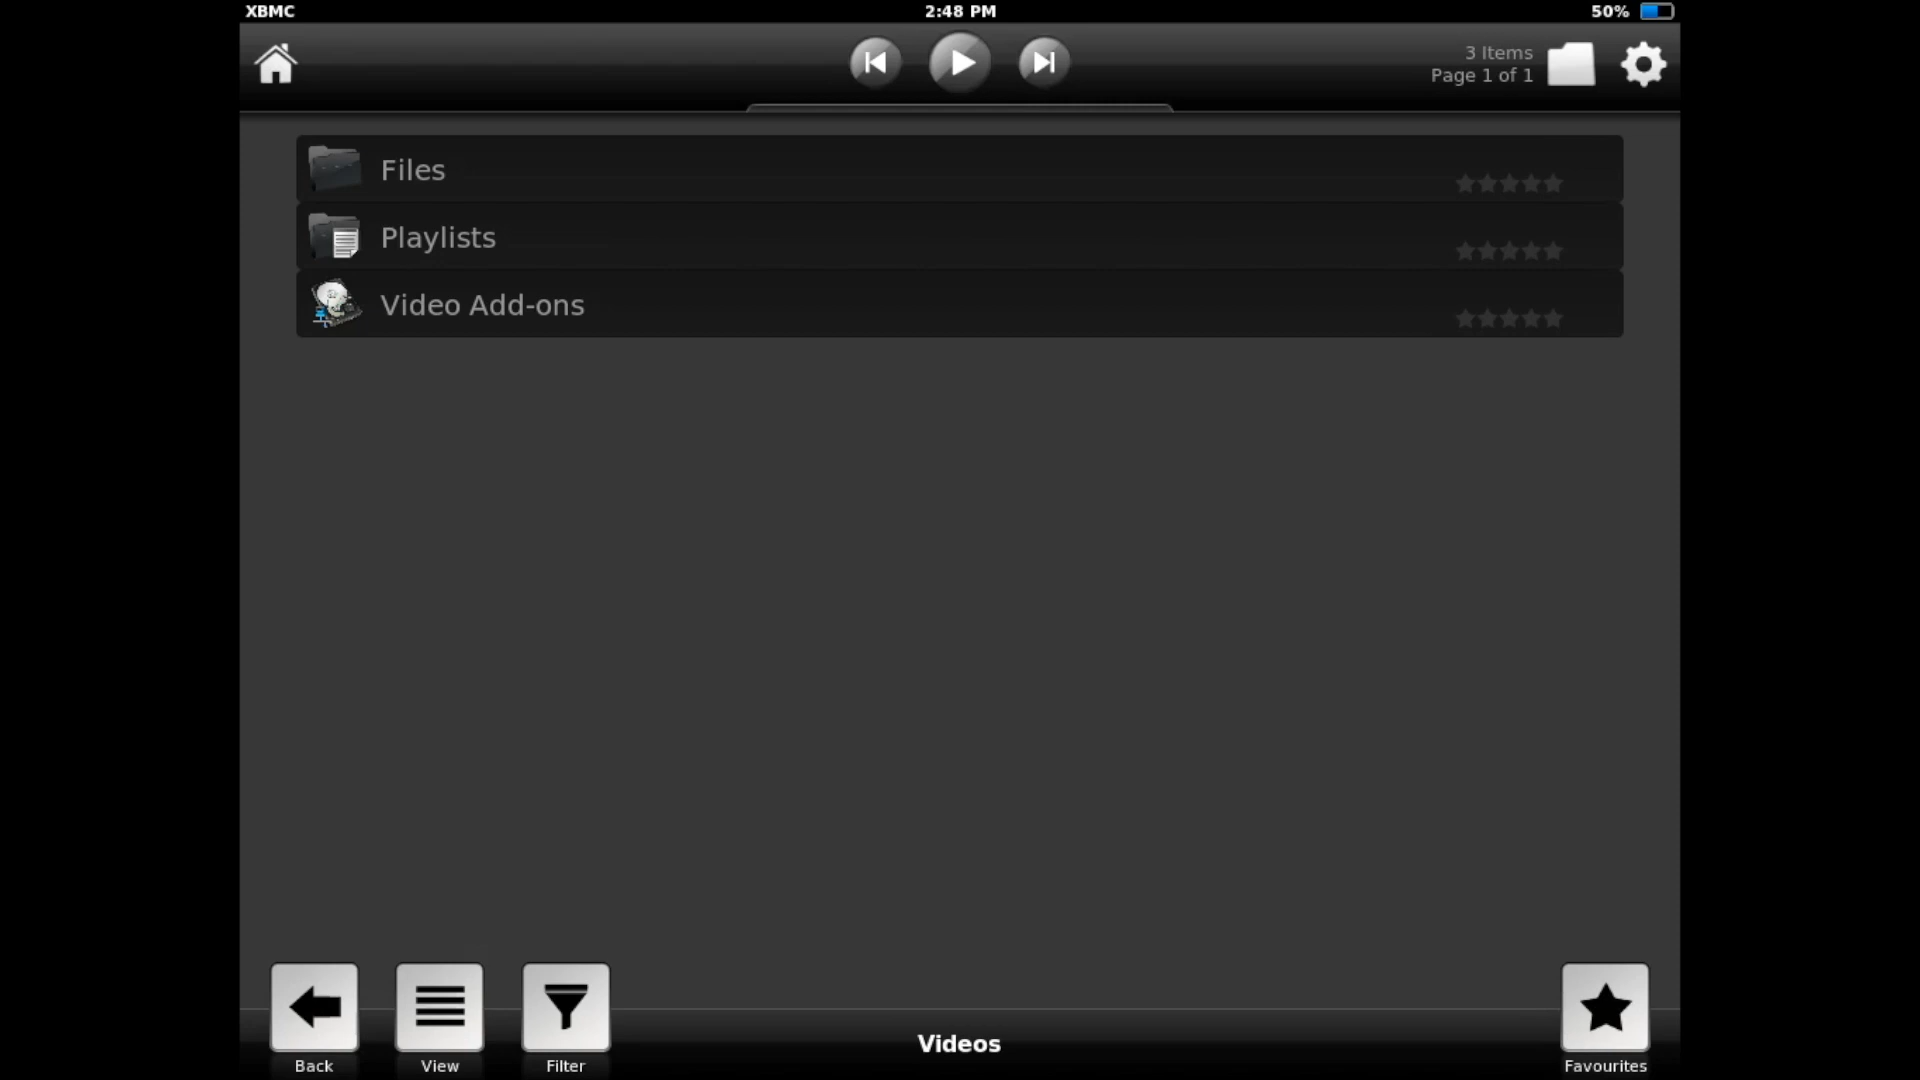 XBMC
2:48 PM
50%
3 Items
Page 1 of 1
Files
Playlists
Video Add-ons
Videos
Back
View
Filter
Favourites